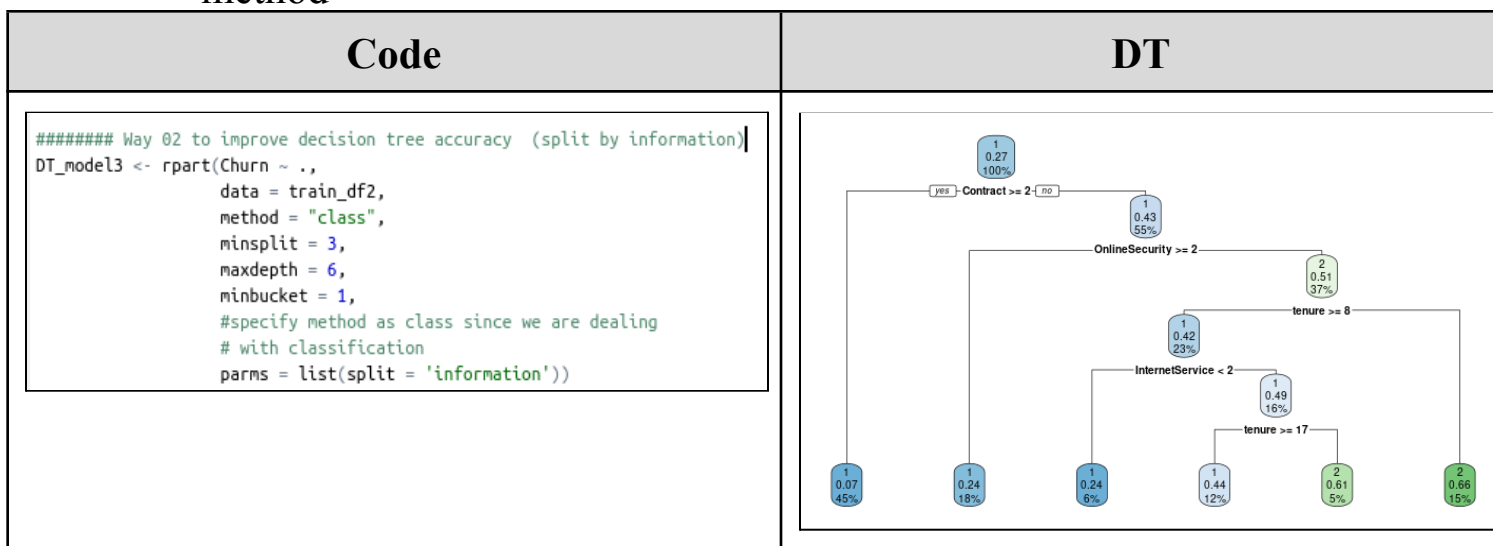 method
Code
DT
######## Way 02 to improve decision tree accuracy (split by information)
DT_model3 <- rpart(Churn ~ .,
data = train_df2,
method = "class",
minsplit = 3,
maxdepth = 6,
minbucket = 1,
#specify method as class since we are dealing
# with classification
parms = list(split = 'information'))
1
0.27
100%
yes Contract >= 2 no
1
0.43
55%
OnlineSecurity >= 2
2
0.51
37%
tenure >= 8
1
0.42
23%
InternetService < 2
1
0.49
16%
tenure >= 17
1 1 1 1 2 2
0.07 0.24 0.24 0.44 0.61 0.66
45% 18% 6% 12% 5% 15%